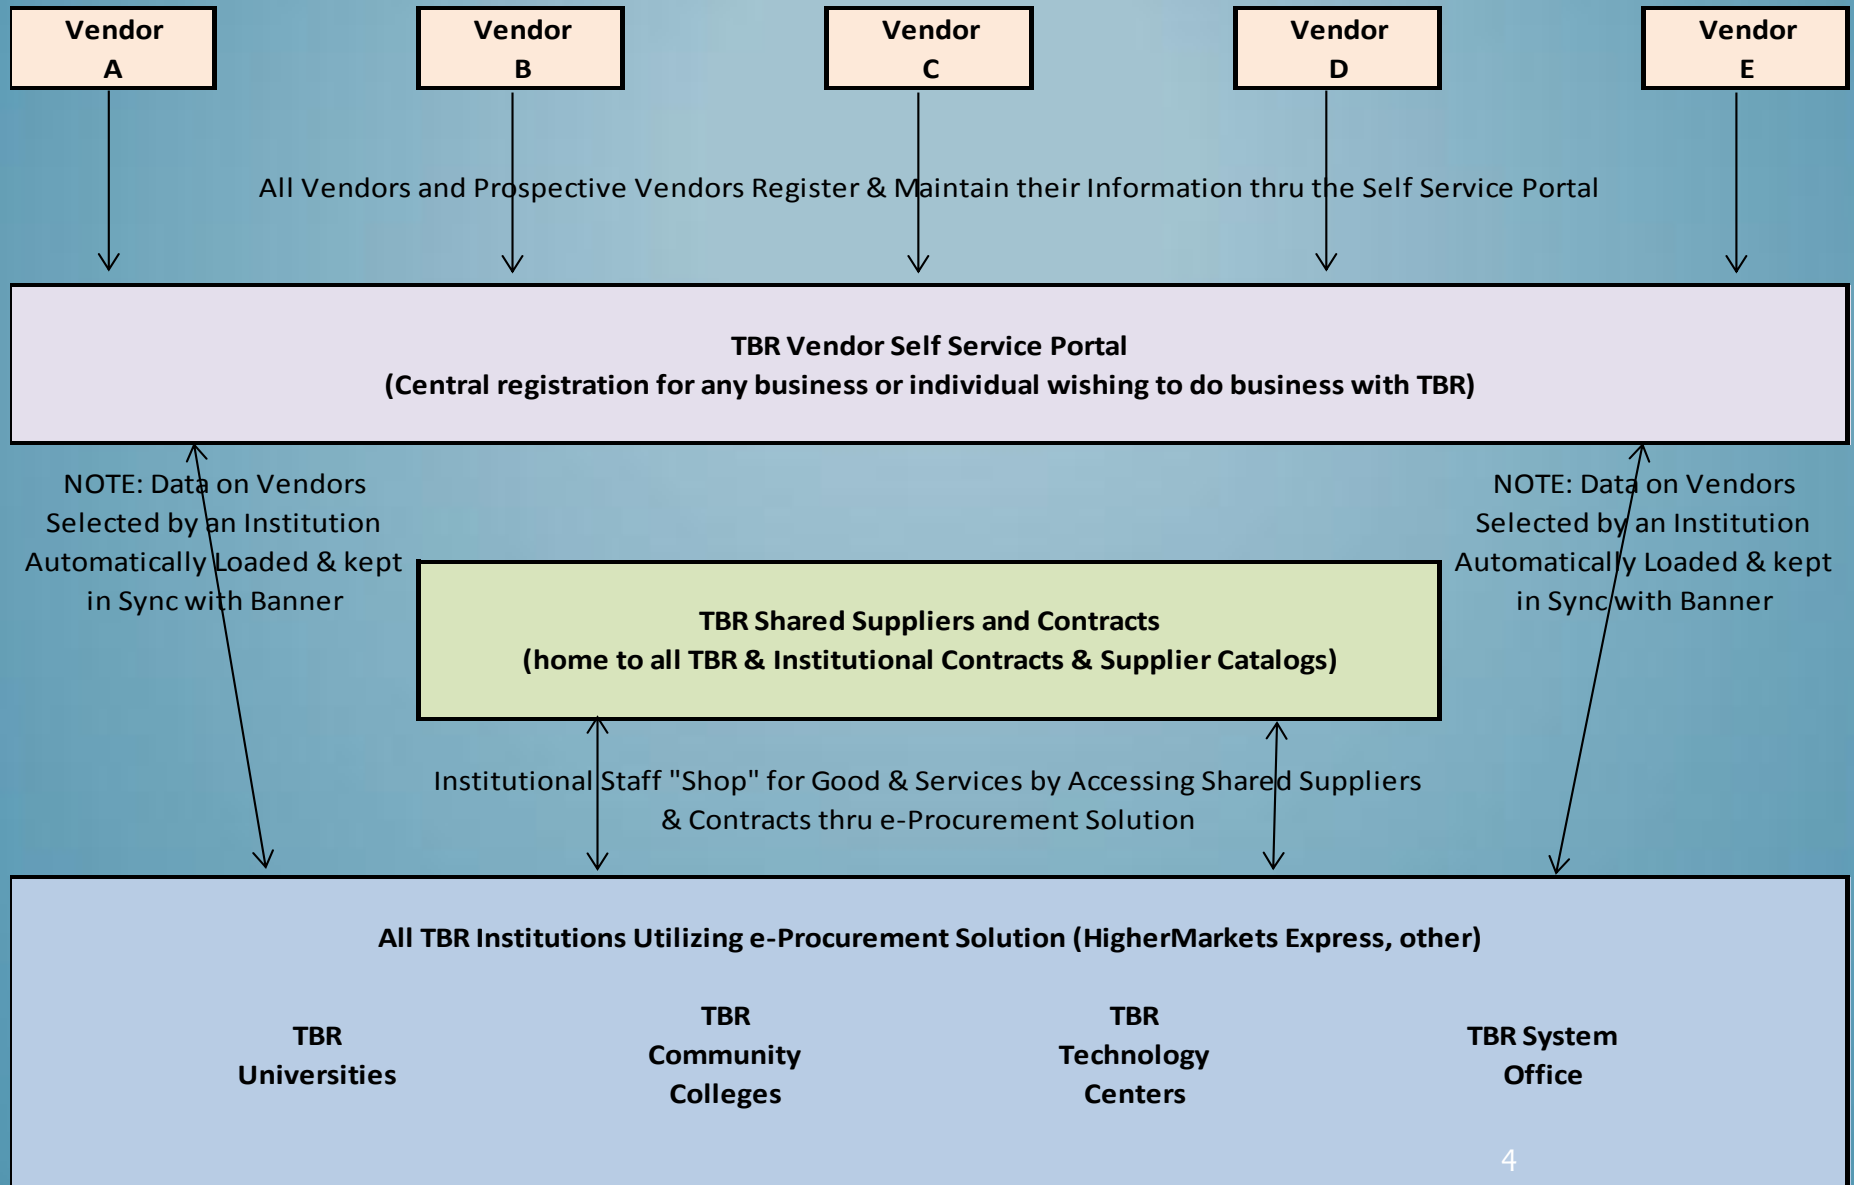 Vendor
A
Vendor
B
Vendor
C
Vendor
D
Vendor
E
All Vendors and Prospective Vendors Register & Maintain their Information thru the Self Service Portal
TBR Vendor Self Service Portal
(Central registration for any business or individual wishing to do business with TBR)
NOTE: Data on Vendors
Selected by an Institution
Automatically Loaded & kept
in Sync with Banner
NOTE: Data on Vendors
Selected by an Institution
Automatically Loaded & kept
in Sync with Banner
TBR Shared Suppliers and Contracts
(home to all TBR & Institutional Contracts & Supplier Catalogs)
Institutional Staff "Shop" for Good & Services by Accessing Shared Suppliers
& Contracts thru e-Procurement Solution
All TBR Institutions Utilizing e-Procurement Solution (HigherMarkets Express, other)
TBR
Universities
TBR
Community
Colleges
TBR
Technology
Centers
TBR System
Office
4